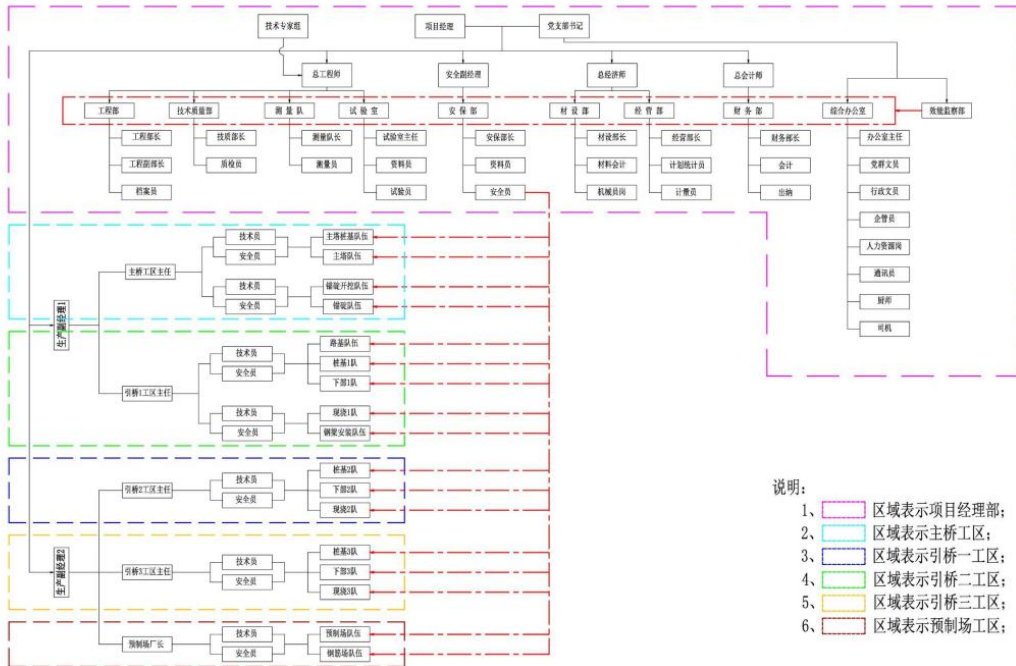 技术专家组
项目经理
党支部书记
总工程师
安全副经理
总经济师
总会计师
工程部
技术质量部
测 量 队
试 验 室
安 保 部
材 设 部
经 营 部
财 务 部
综合办公室
效能监察部
工程部长
技质部长
测量队长
试验室主任
安保部长
材设部长
经营部长
财务部长
办公室主任
工程副部长
质检员
测量员
资料员
资料员
材料会计
计划统计员
会计
党群文员
档案员
试验员
安全员
机械员岗
计量员
出纳
行政文员
企管员
人力资源岗
通讯员
厨师
司机
生产副经理1
主桥工区主任
技术员
安全员
主塔桩基队伍
主塔队伍
技术员
安全员
锚碇开挖队伍
锚碇队伍
引桥1工区主任
技术员
安全员
路基队伍
桩基1队
下部1队
技术员
安全员
现浇1队
钢梁安装队伍
生产副经理2
引桥2工区主任
技术员
安全员
桩基2队
下部2队
现浇2队
引桥3工区主任
技术员
安全员
桩基3队
下部3队
现浇3队
预制场厂长
技术员
安全员
预制场队伍
钢筋场队伍
说明:
1、 区域表示项目经理部;
2、 区域表示主桥工区;
3、 区域表示引桥一工区;
4、 区域表示引桥二工区;
5、 区域表示引桥三工区;
6、 区域表示预制场工区;